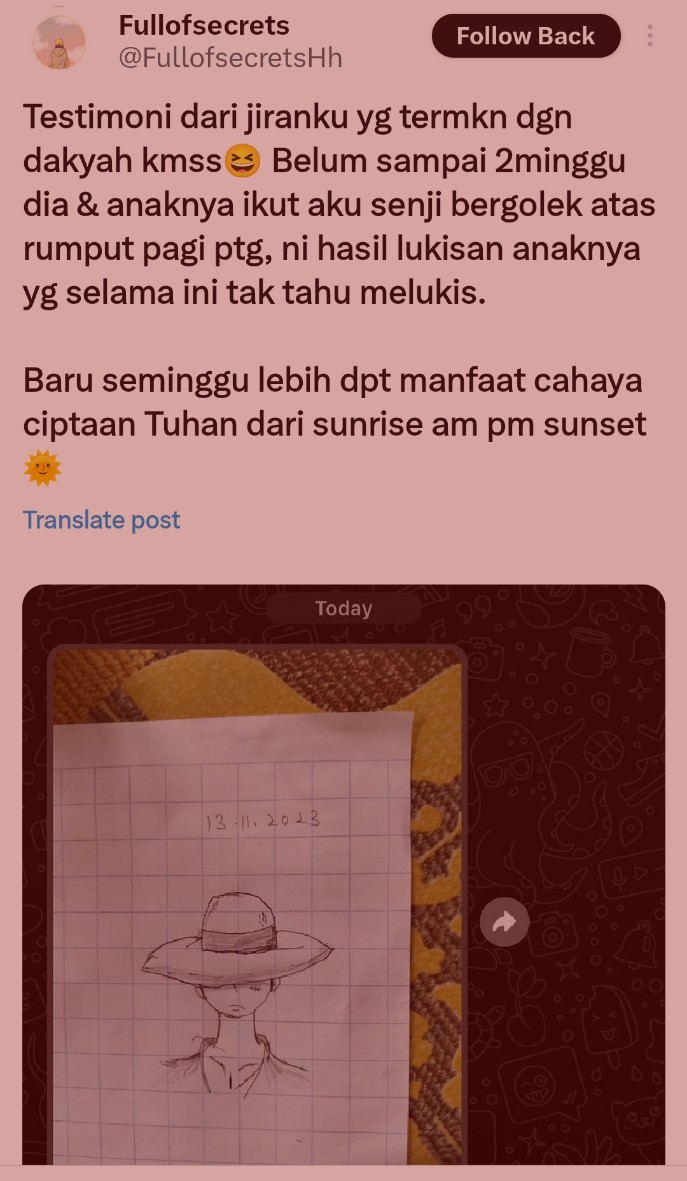 Fullofsecrets
@FullofsecretsHh
Follow Back
Testimoni dari jiranku yg termkn dgn
dakyah kmss😆 Belum sampai 2minggu
dia & anaknya ikut aku senji bergolek atas
rumput pagi ptg, ni hasil lukisan anaknya
yg selama ini tak tahu melukis.
Baru seminggu lebih dpt manfaat cahaya
ciptaan Tuhan dari sunrise am pm sunset
🌞
Translate post
Today
13.11.2023